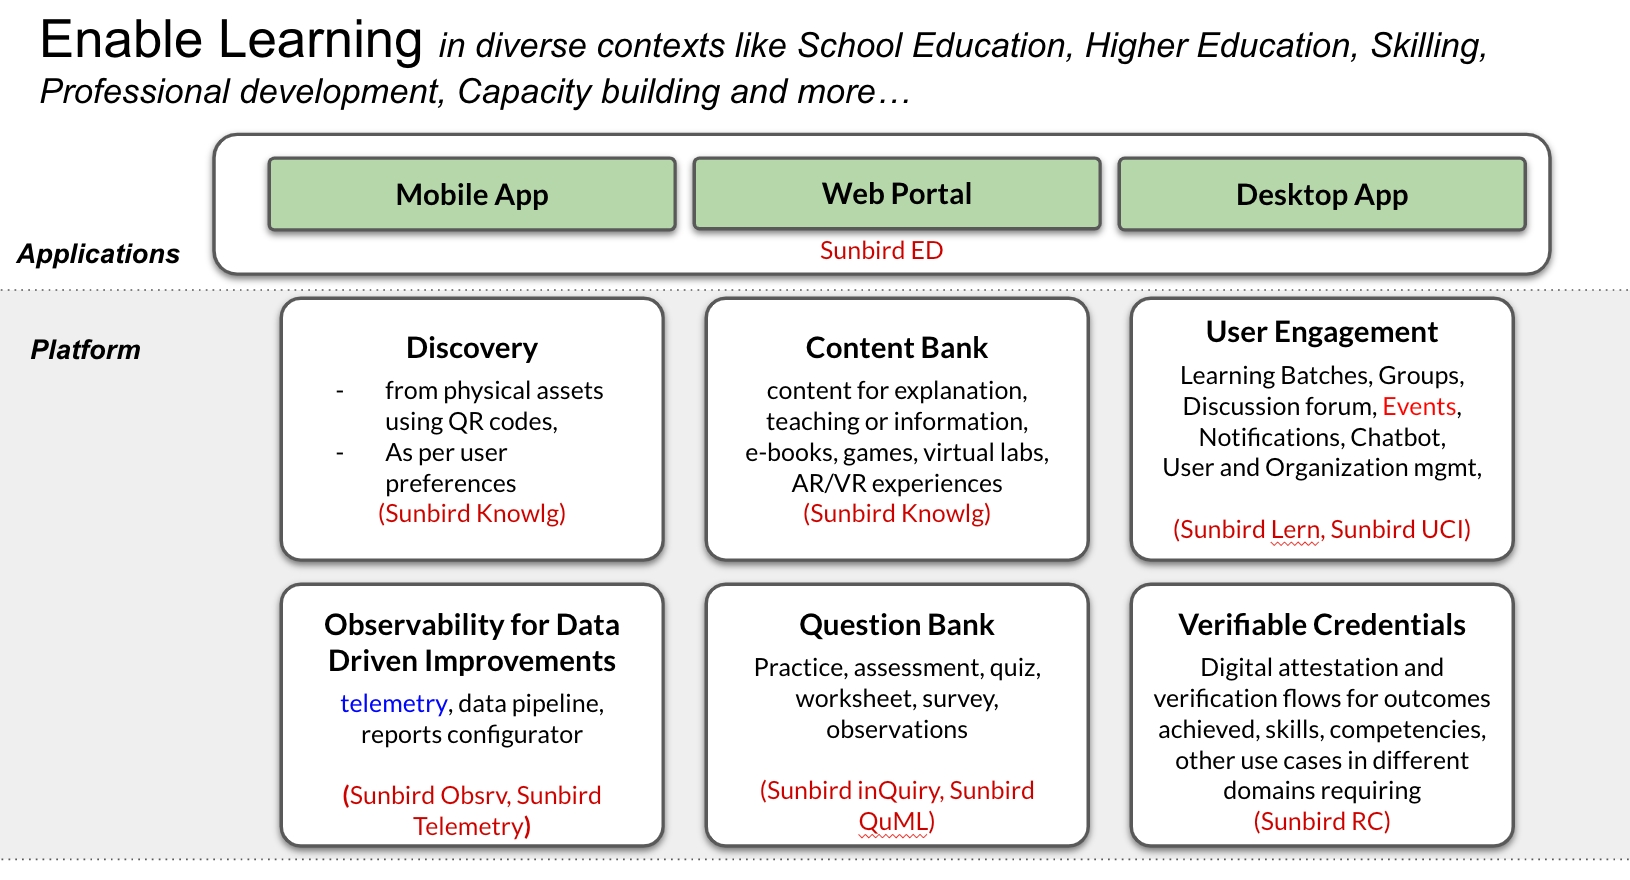 Enable Learning in diverse contexts like School Education, Higher Education, Skilling,
Professional development, Capacity building and more…
Mobile App
Web Portal
Desktop App
Applications
Sunbird ED
Platform
Discovery
- from physical assets
using QR codes,
- As per user
preferences
(Sunbird Knowlg)
Content Bank
content for explanation,
teaching or information,
e-books, games, virtual labs,
AR/VR experiences
(Sunbird Knowlg)
User Engagement
Learning Batches, Groups,
Discussion forum, Events,
Notifications, Chatbot,
User and Organization mgmt,
(Sunbird Lern, Sunbird UCI)
Observability for Data
Driven Improvements
telemetry, data pipeline,
reports configurator
(Sunbird Obsrv, Sunbird
Telemetry)
Question Bank
Practice, assessment, quiz,
worksheet, survey,
observations
(Sunbird inQuiry, Sunbird
QuML)
Verifiable Credentials
Digital attestation and
verification flows for outcomes
achieved, skills, competencies,
other use cases in different
domains requiring
(Sunbird RC)